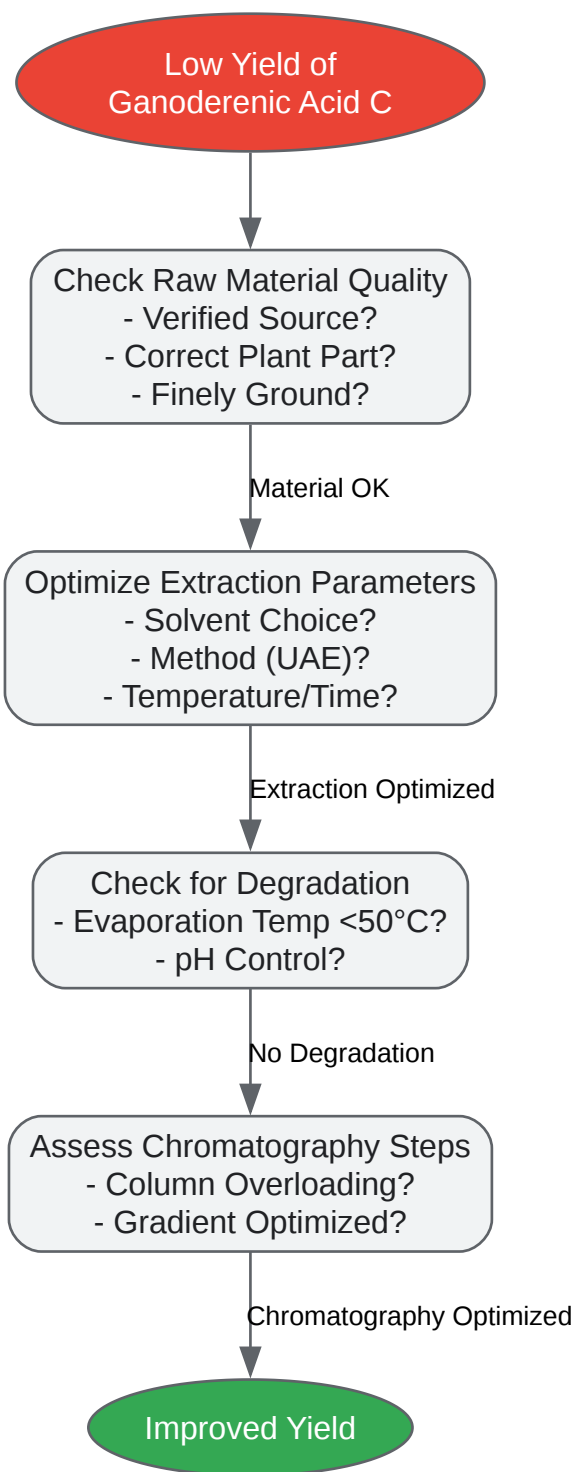 Low Yield of
Ganoderenic Acid C
Check Raw Material Quality
- Verified Source?
- Correct Plant Part?
- Finely Ground?
Material OK
Optimize Extraction Parameters
- Solvent Choice?
- Method (UAE)?
- Temperature/Time?
Extraction Optimized
Check for Degradation
- Evaporation Temp <50°C?
- pH Control?
No Degradation
Assess Chromatography Steps
- Column Overloading?
- Gradient Optimized?
Chromatography Optimized
Improved Yield